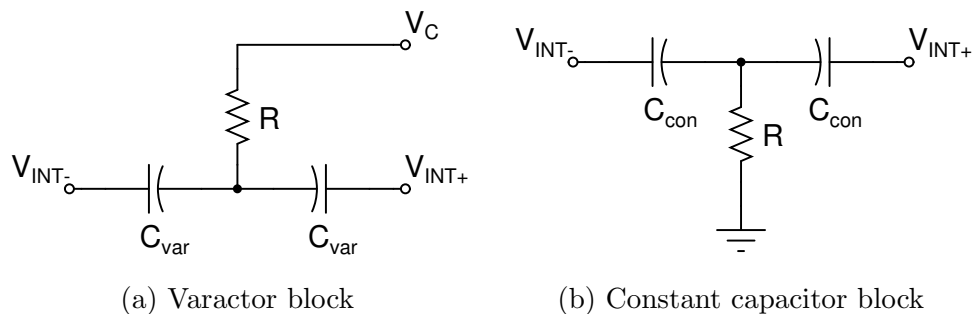 V_C
R
V_INT-
V_INT+
C_var
C_var
(a) Varactor block
V_INT-
V_INT+
C_con
C_con
R
(b) Constant capacitor block